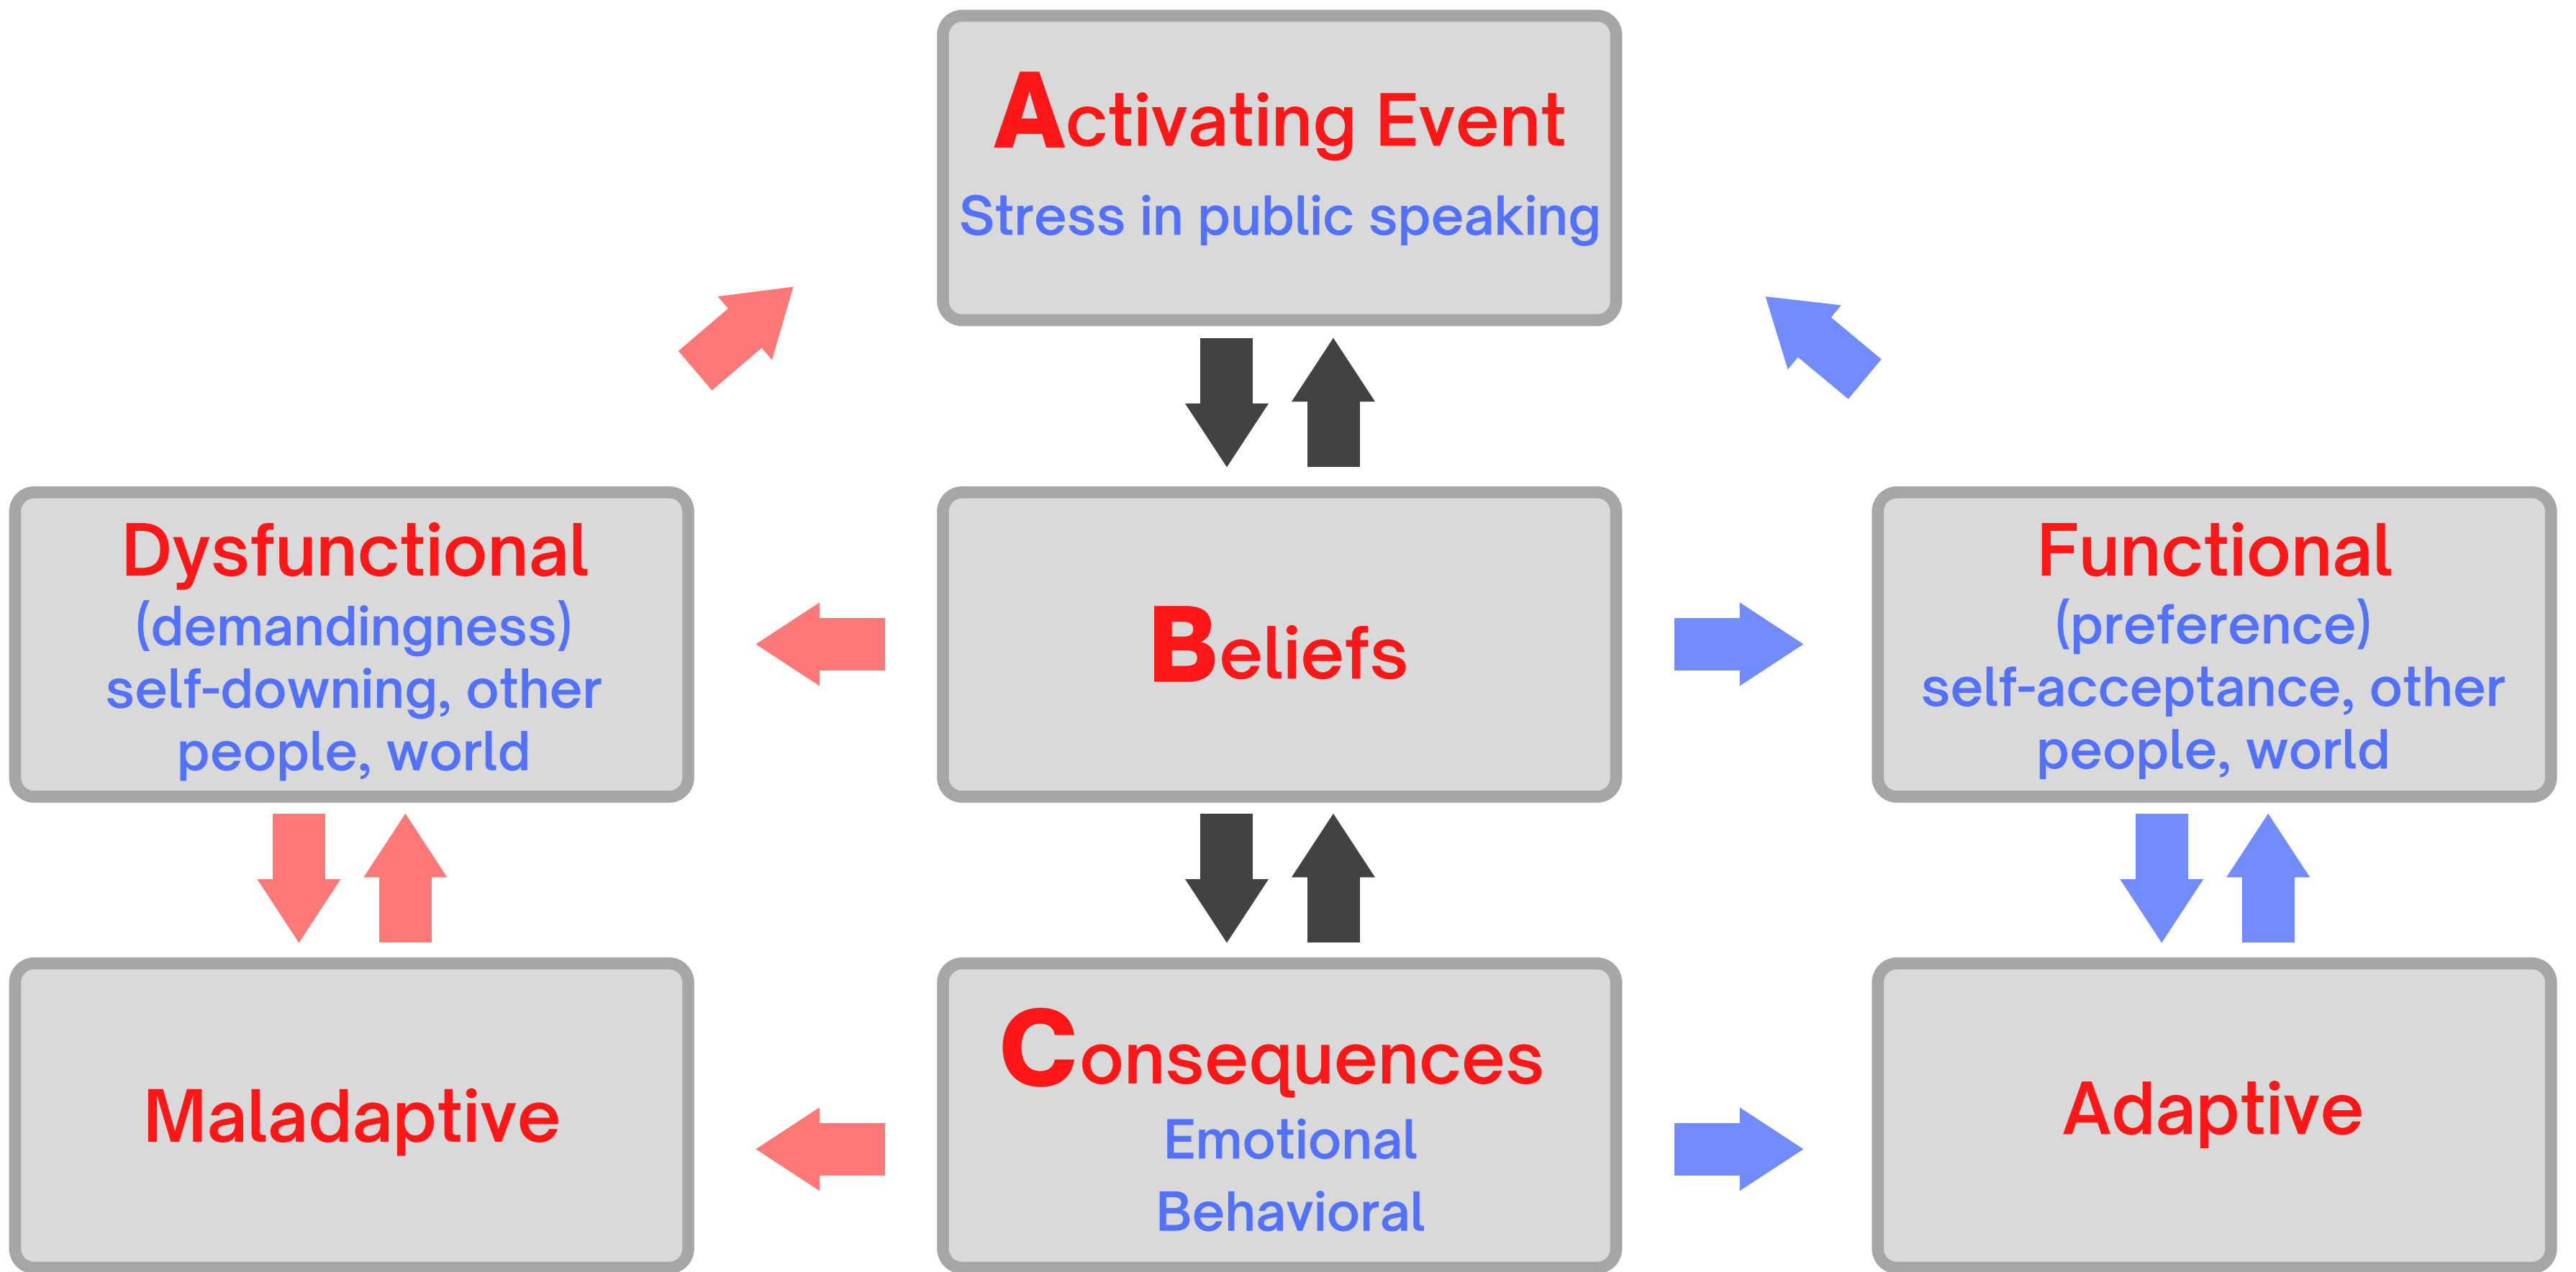 Activating Event
Stress in public speaking
Dysfunctional
(demandingness)
self-downing, other
people, world
Beliefs
Functional
(preference)
self-acceptance, other
people, world
Maladaptive
Consequences
Emotional
Behavioral
Adaptive